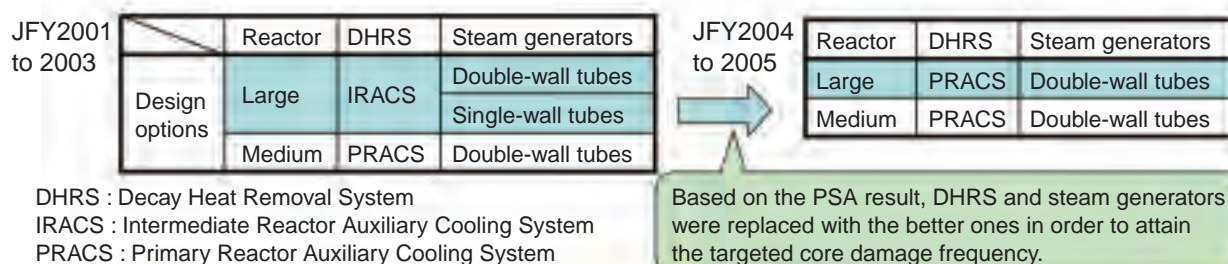 JFY2001
to 2003
Reactor DHRS Steam generators
Design
options
Large IRACS Double-wall tubes
Single-wall tubes
Medium PRACS Double-wall tubes
JFY2004
to 2005
Reactor DHRS Steam generators
Large PRACS Double-wall tubes
Medium PRACS Double-wall tubes
DHRS : Decay Heat Removal System
IRACS : Intermediate Reactor Auxiliary Cooling System
PRACS : Primary Reactor Auxiliary Cooling System
Based on the PSA result, DHRS and steam generators
were replaced with the better ones in order to attain
the targeted core damage frequency.